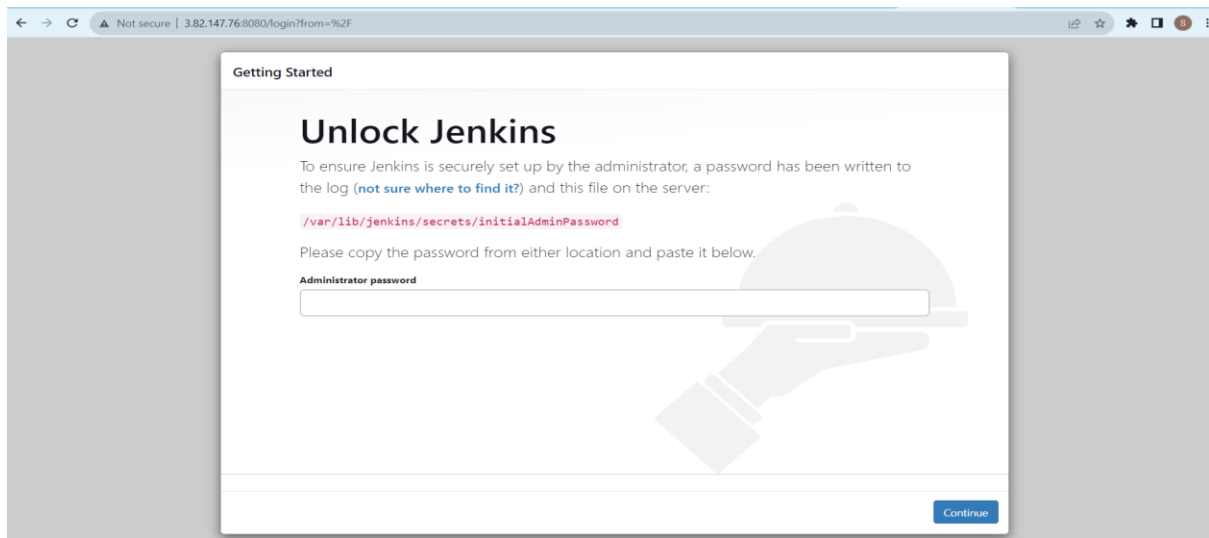 Not secure | 3.82.147.76:8080/login?from=%2F
S
Getting Started
Unlock Jenkins
To ensure Jenkins is securely set up by the administrator, a password has been written to
the log (not sure where to find it?) and this file on the server:
/var/lib/jenkins/secrets/initialAdminPassword
Please copy the password from either location and paste it below.
Administrator password
Continue